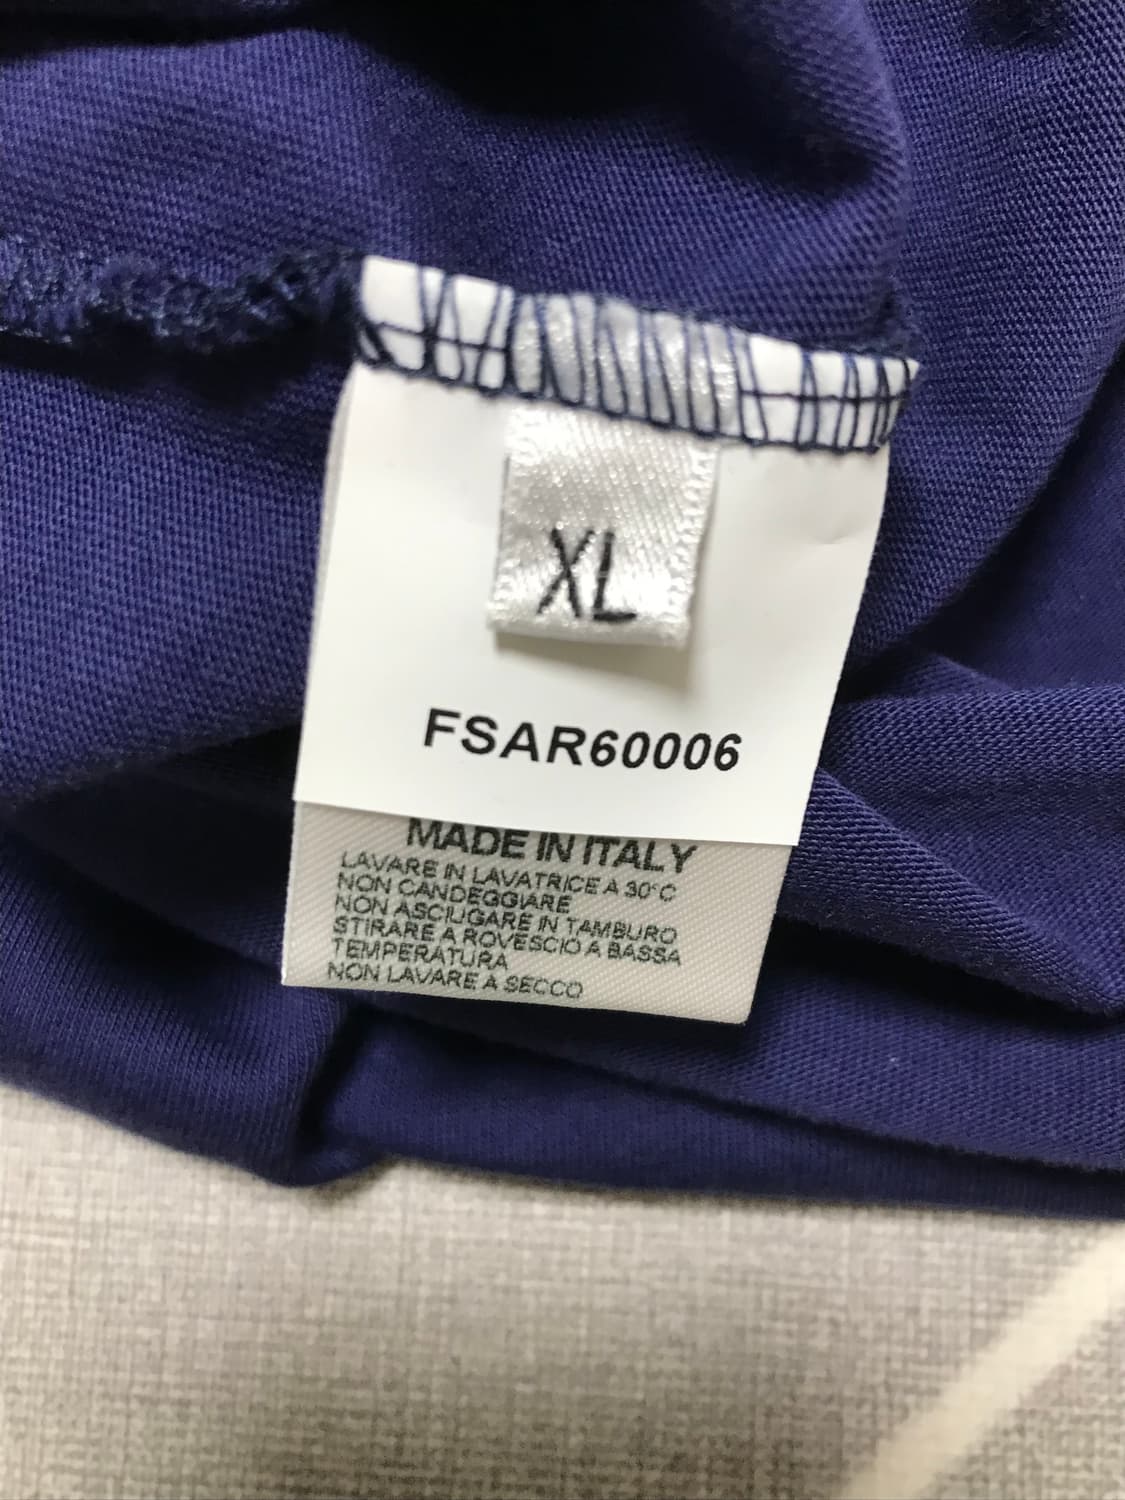 XL
FSAR60006
MADE IN ITALY
LAVARE IN LAVATRICE A 30°C
NON CANDEGGIARE
NON ASCIUGARE IN TAMBURO
STIRARE A ROVESCIO A BASSA
TEMPERATURA
NON LAVARE A SECCO